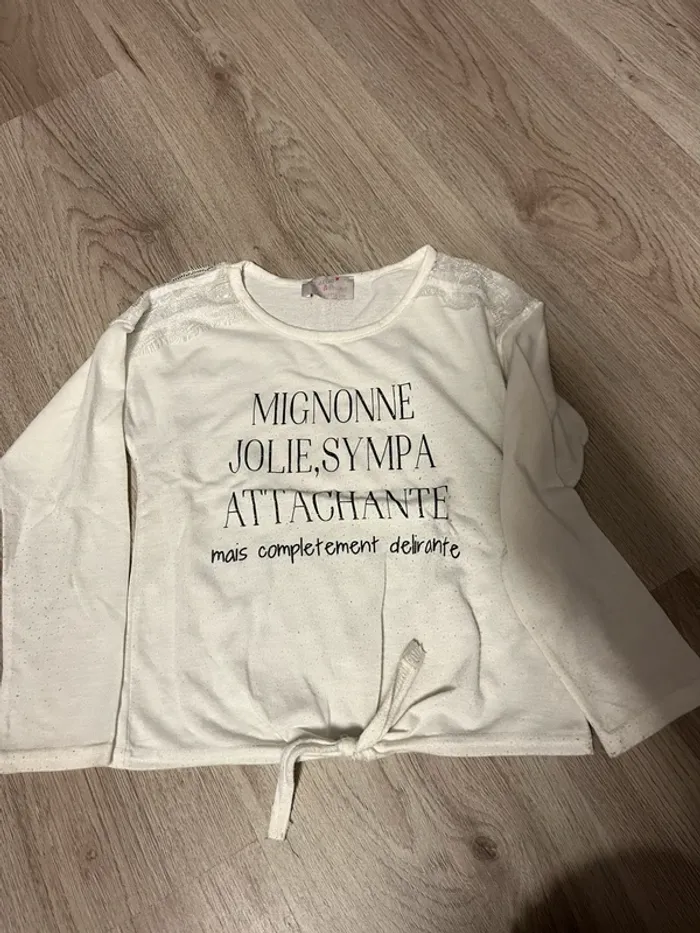 MIGNONNE
JOLIE,SYMPA
ATTACHANTE
mais completement delirante